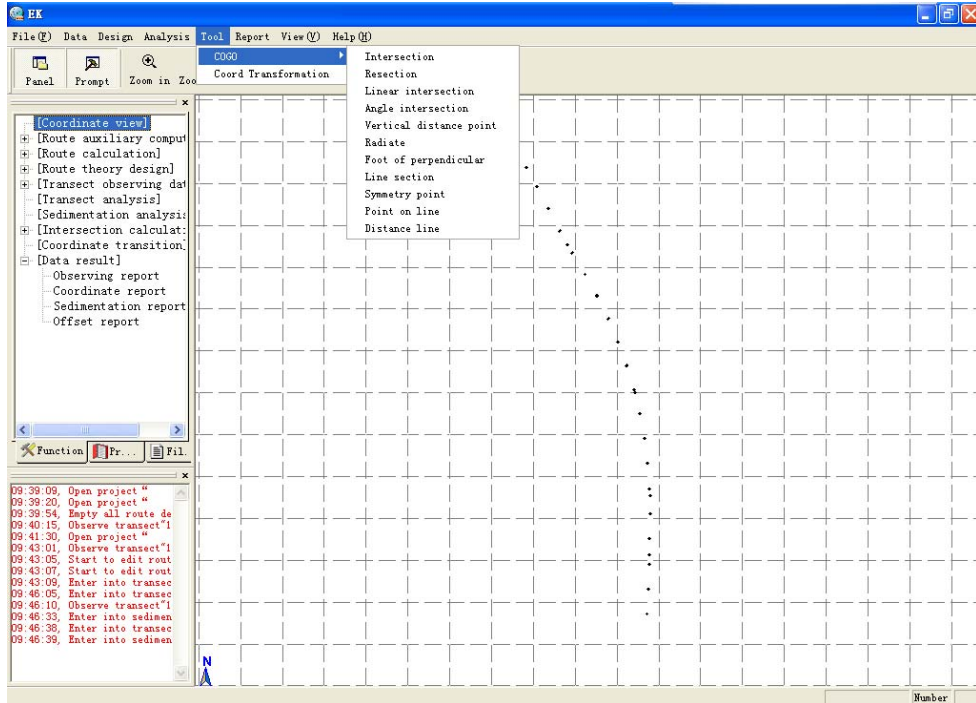 EK
File(F) Data Design Analysis Tool Report View(V) Help(H)
Panel Prompt Zoom in Zoo
COGO
Coord Transformation
Intersection
Resection
Linear intersection
Angle intersection
Vertical distance point
Radiate
Foot of perpendicular
Line section
Symmetry point
Point on line
Distance line
[Coordinate view]
[Route auxiliary comput
[Route calculation]
[Route theory design]
[Transect observing dat
[Transect analysis]
[Sedimentation analysis
[Intersection calculat:
[Coordinate transition]
[Data result]
Observing report
Coordinate report
Sedimentation report
Offset report
Function Pr... Fil.
09:39:09, Open project "
09:39:20, Open project "
09:39:54, Empty all route de
09:40:15, Observe transect"1
09:41:30, Open project "
09:43:01, Observe transect"1
09:43:05, Start to edit rout
09:43:07, Start to edit rout
09:43:09, Enter into transec
09:46:05, Enter into transec
09:46:10, Observe transect"1
09:46:33, Enter into sedimen
09:46:38, Enter into transec
09:46:39, Enter into sedimen
N
Number